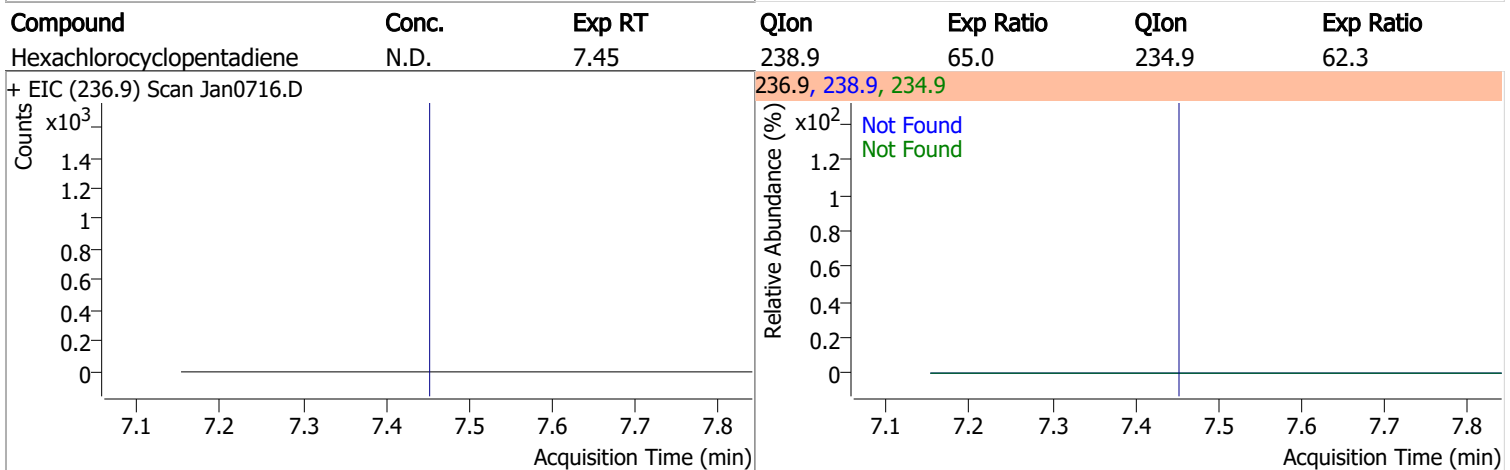 Compound Conc. Exp RT QIon Exp Ratio QIon Exp Ratio
Hexachlorocyclopentadiene N.D. 7.45 238.9 65.0 234.9 62.3
+ EIC (236.9) Scan Jan0716.D
Counts
x10³
1.4
1.2
1
0.8
0.6
0.4
0.2
0
7.1 7.2 7.3 7.4 7.5 7.6 7.7 7.8
Acquisition Time (min)
236.9, 238.9, 234.9
Relative Abundance (%)
x10²
Not Found
Not Found
1.2
1
0.8
0.6
0.4
0.2
0
7.1 7.2 7.3 7.4 7.5 7.6 7.7 7.8
Acquisition Time (min)